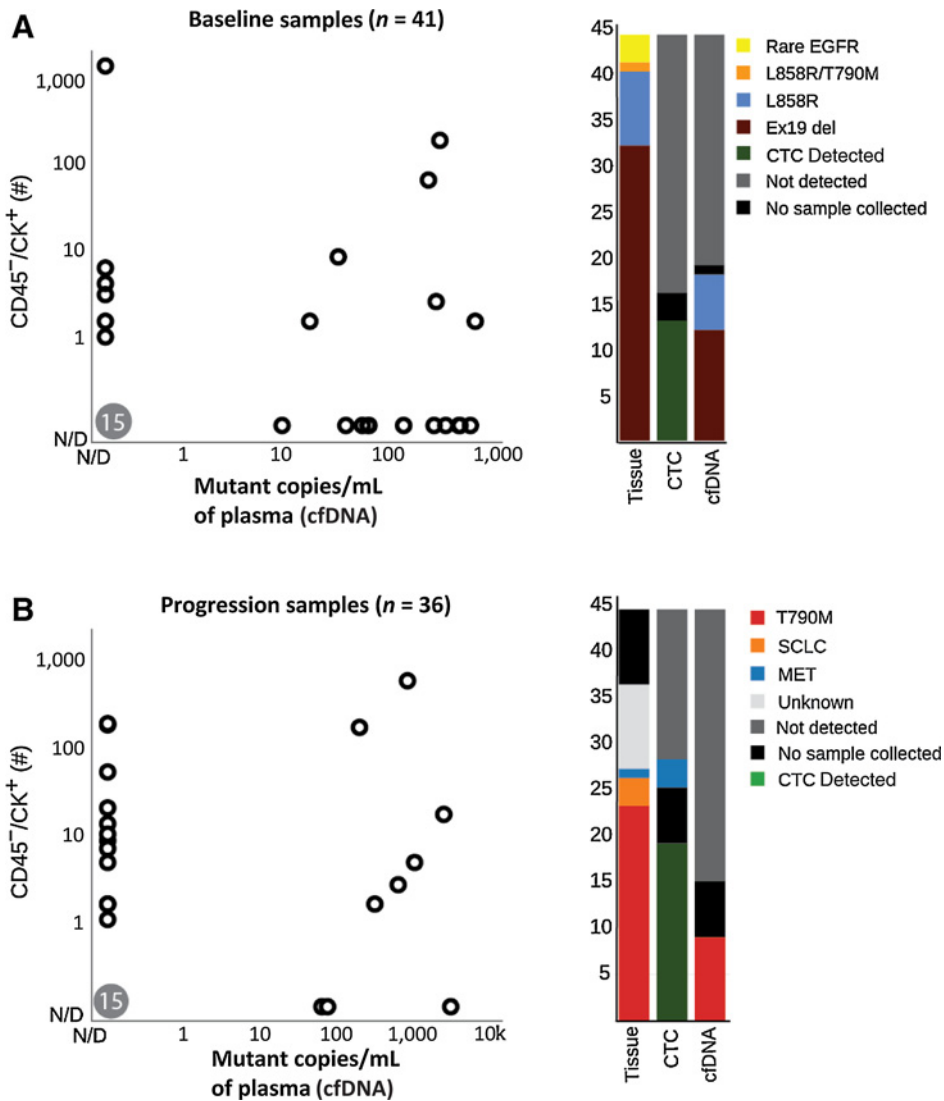 A
Baseline samples (n = 41)
CD45⁻/CK⁺ (#)
1,000
100
10
1
N/D
15
N/D
1
10
100
1,000
Mutant copies/mL
of plasma (cfDNA)
45
40
35
30
25
20
15
10
5
Tissue
CTC
cfDNA
Rare EGFR
L858R/T790M
L858R
Ex19 del
CTC Detected
Not detected
No sample collected
B
Progression samples (n = 36)
CD45⁻/CK⁺ (#)
1,000
100
10
1
N/D
15
N/D
1
10
100
1,000
10k
Mutant copies/mL
of plasma (cfDNA)
45
40
35
30
25
20
15
10
5
Tissue
CTC
cfDNA
T790M
SCLC
MET
Unknown
Not detected
No sample collected
CTC Detected